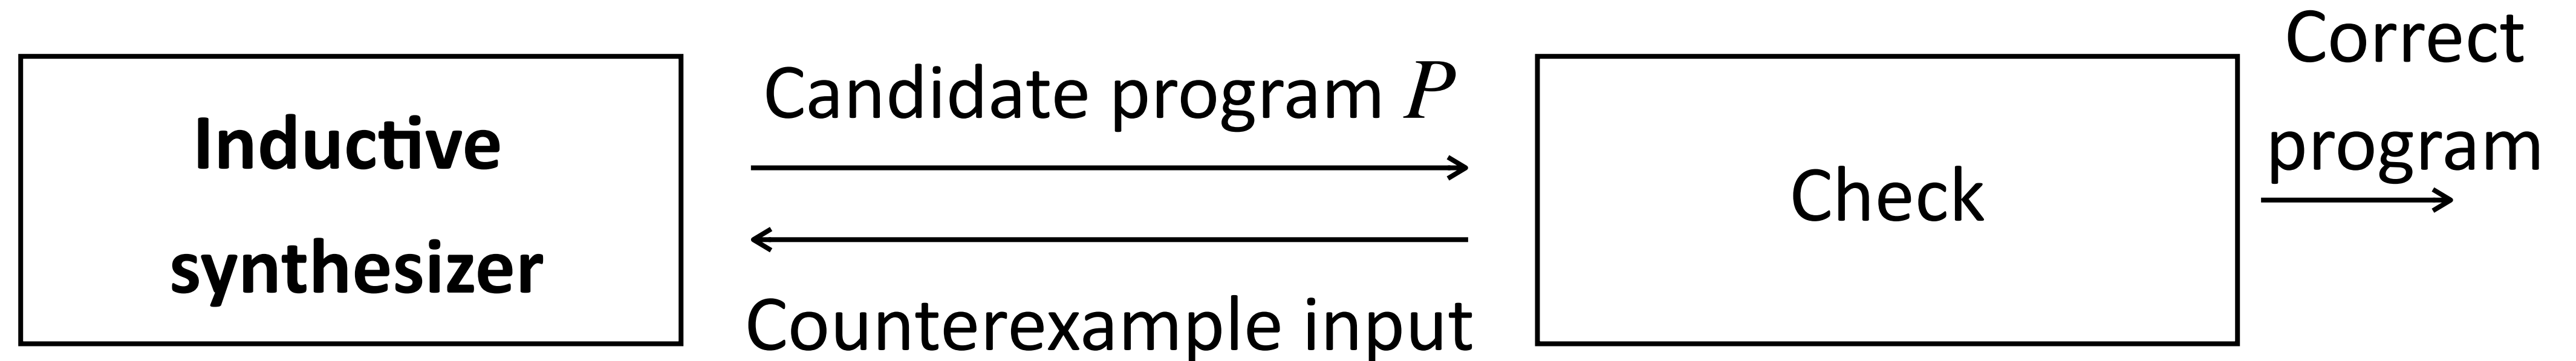 Inductive
synthesizer
Candidate program P
Counterexample input
Check
Correct
program